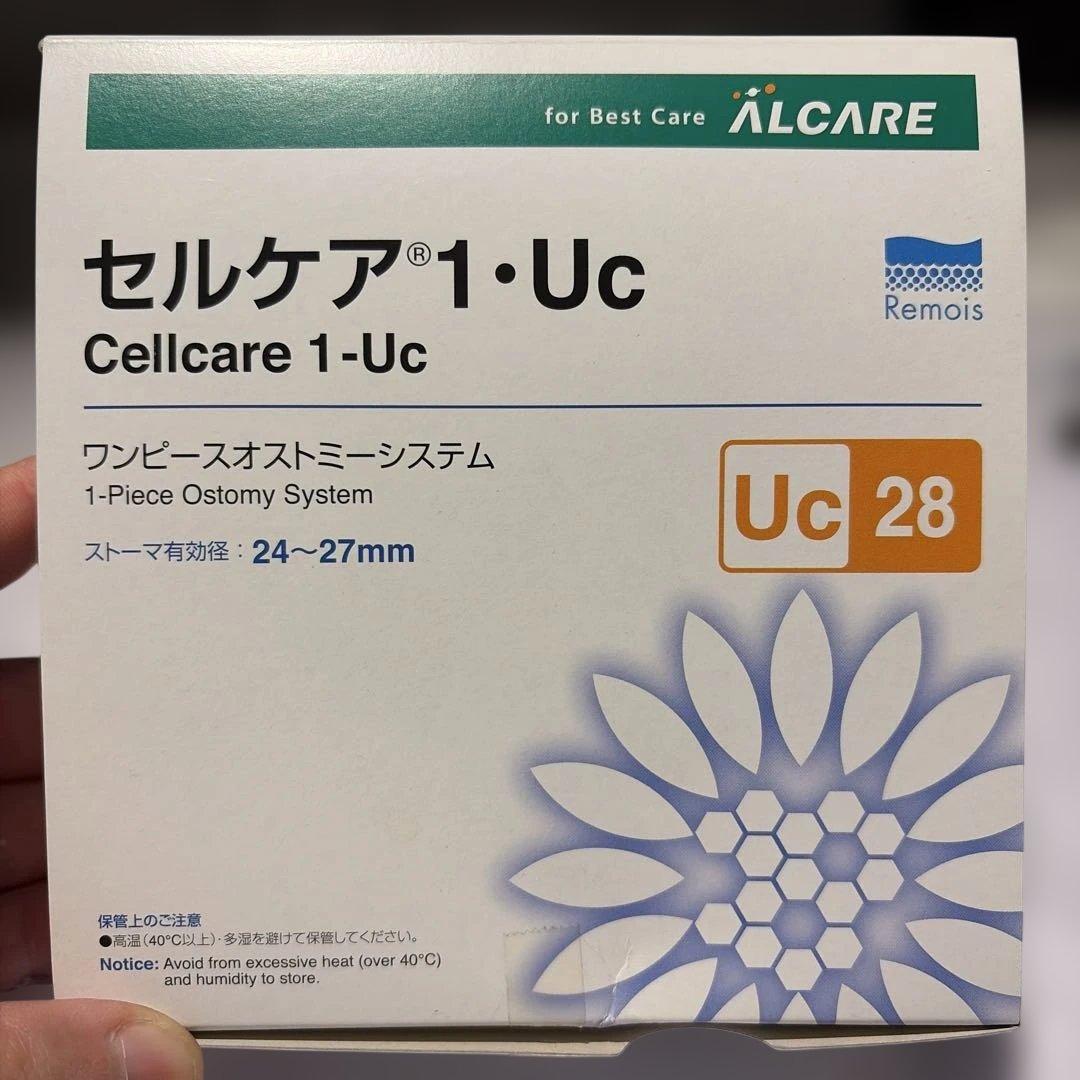 for Best Care ALCARE
セルケア®1・Uc
Cellcare 1-Uc
Remois
ワンピースオストミーシステム
1-Piece Ostomy System
ストーマ有効径：24～27mm
Uc 28
保管上のご注意
●高温（40°C以上）・多湿を避けて保管してください。
Notice: Avoid from excessive heat (over 40°C)
and humidity to store.